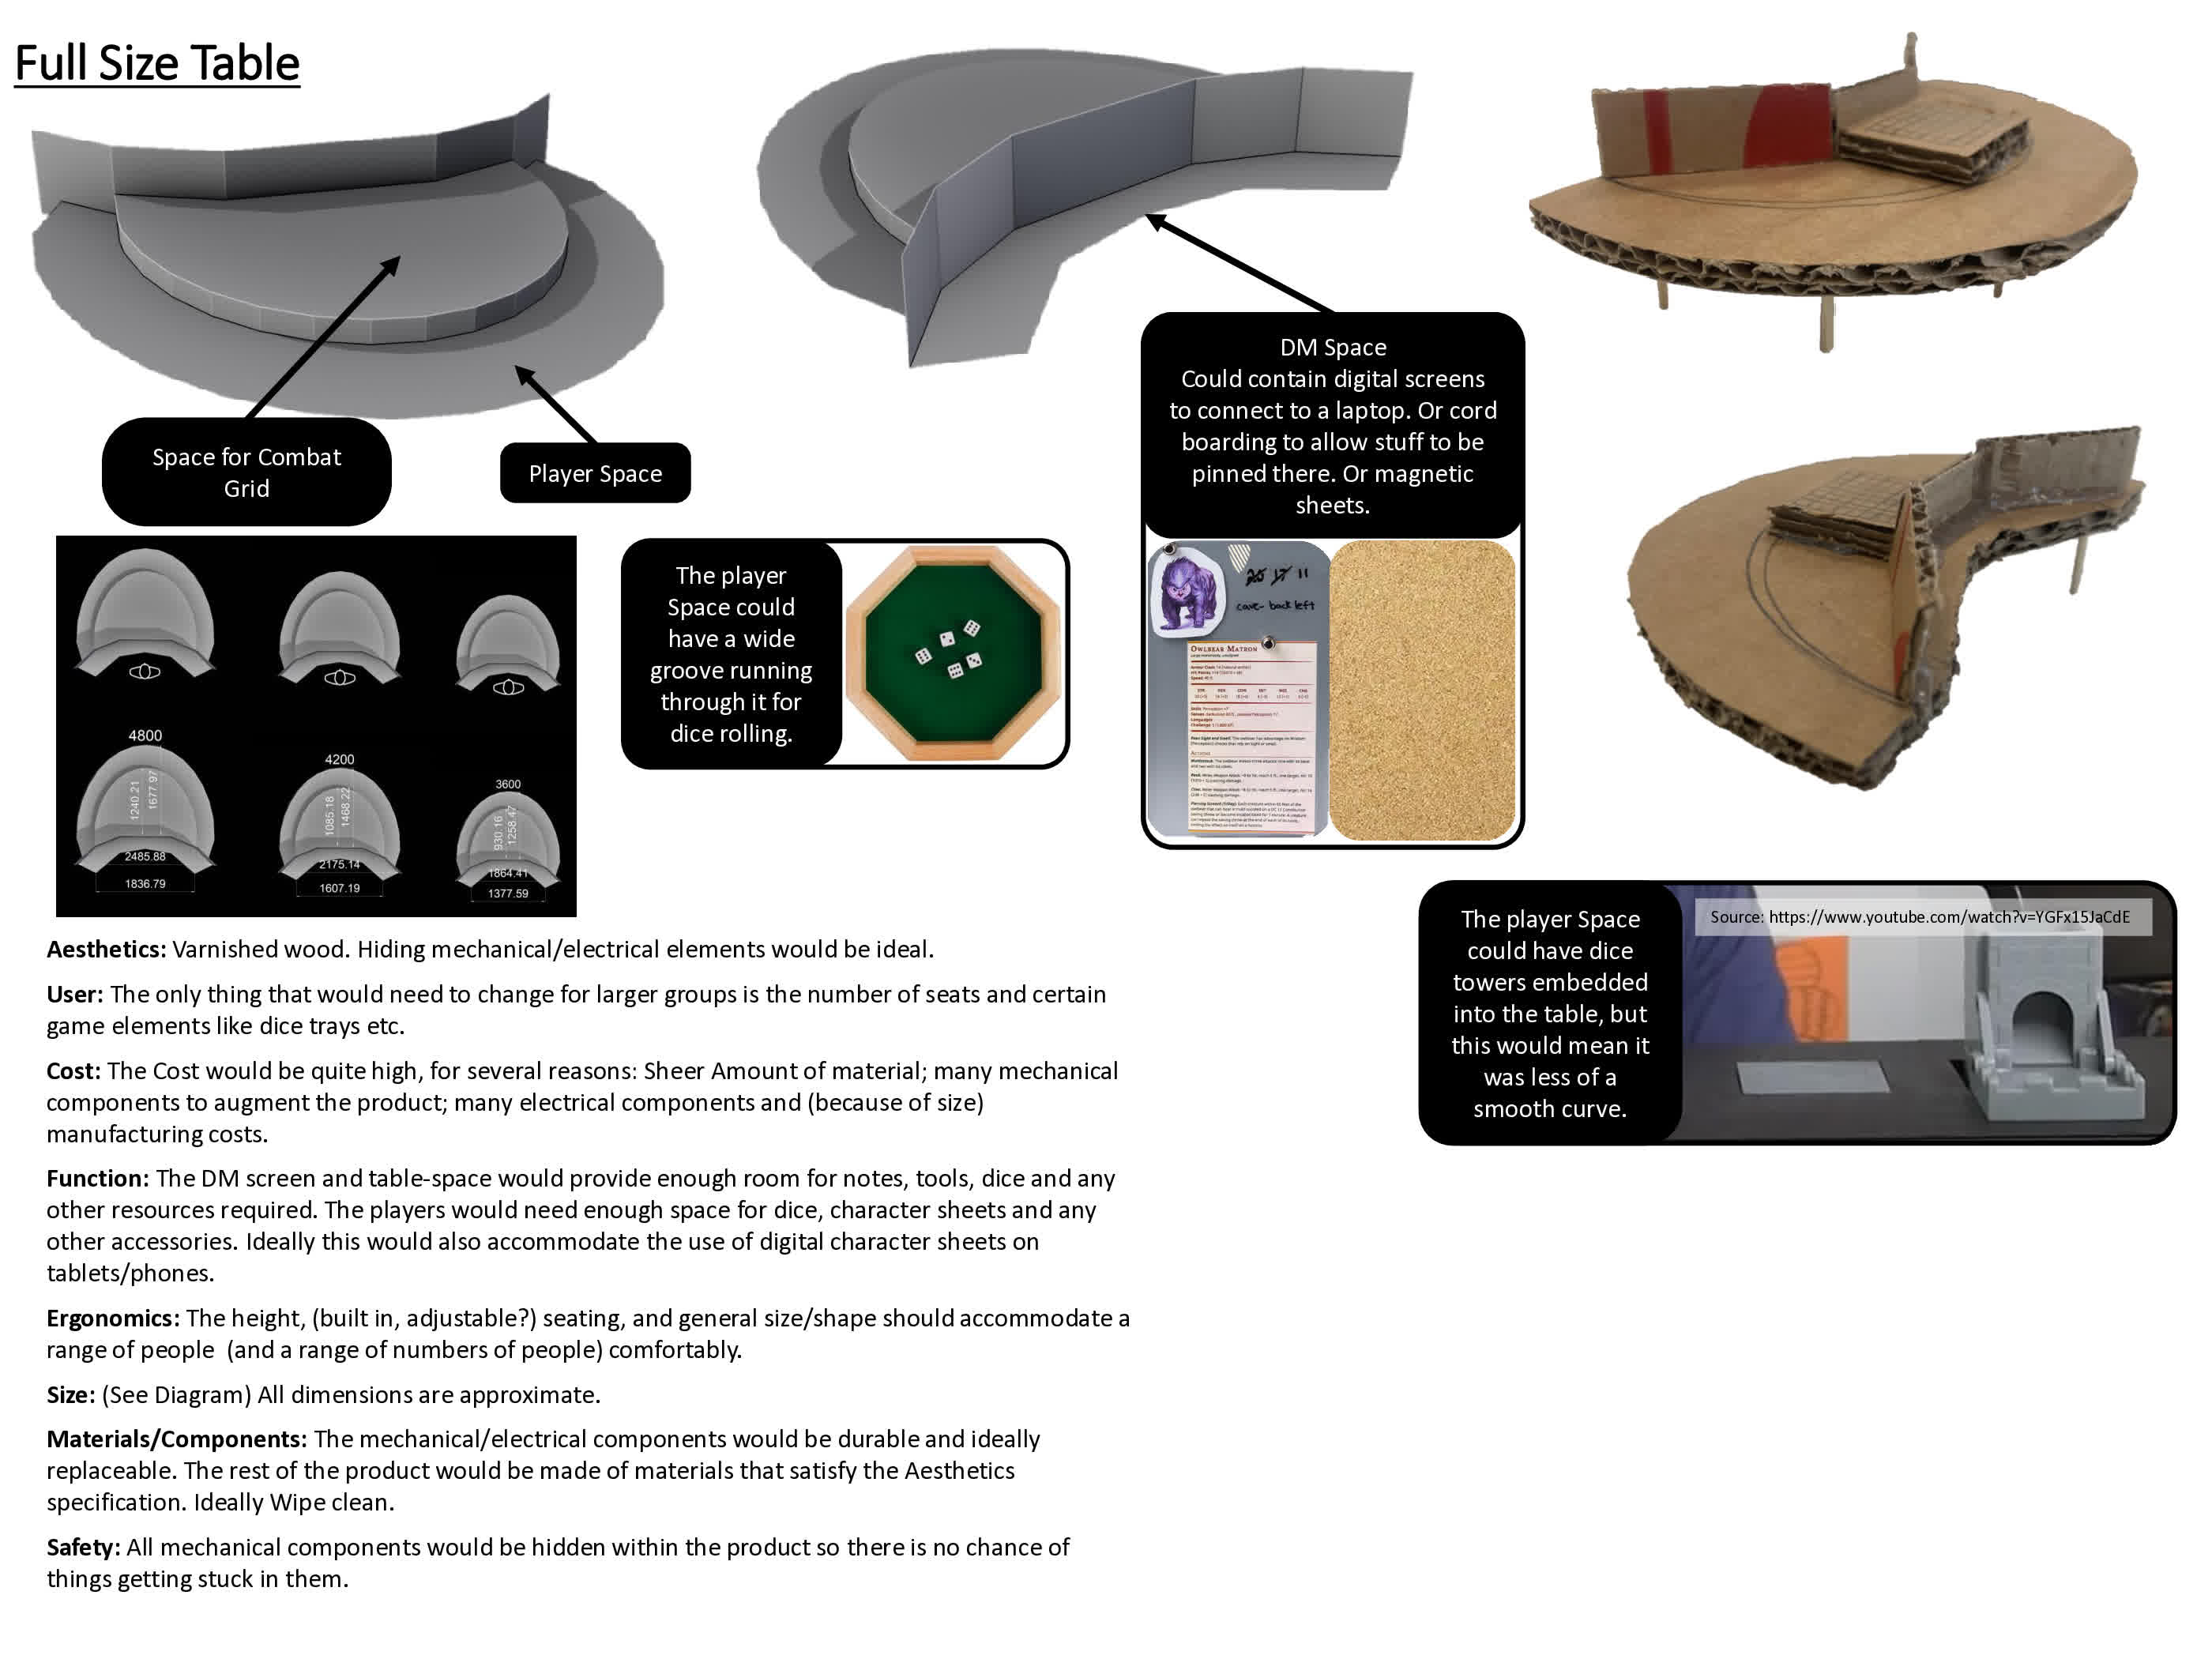 Full Size Table
Space for Combat
Grid
Player Space
DM Space
Could contain digital screens
to connect to a laptop. Or cord
boarding to allow stuff to be
pinned there. Or magnetic
sheets.
4800
1240.21
1677.97
2485.88
1836.79
4200
1085.18
1468.22
2175.14
1607.19
3600
930.16
1258.47
1864.41
1377.59
The player
Space could
have a wide
groove running
through it for
dice rolling.
17 11
cave- back left
OWLBEAR MATRON
ACTIONS
The player Space
could have dice
towers embedded
into the table, but
this would mean it
was less of a
smooth curve.
Source: https://www.youtube.com/watch?v=YGFx15JaCdE
Aesthetics: Varnished wood. Hiding mechanical/electrical elements would be ideal.
User: The only thing that would need to change for larger groups is the number of seats and certain
game elements like dice trays etc.
Cost: The Cost would be quite high, for several reasons: Sheer Amount of material; many mechanical
components to augment the product; many electrical components and (because of size)
manufacturing costs.
Function: The DM screen and table-space would provide enough room for notes, tools, dice and any
other resources required. The players would need enough space for dice, character sheets and any
other accessories. Ideally this would also accommodate the use of digital character sheets on
tablets/phones.
Ergonomics: The height, (built in, adjustable?) seating, and general size/shape should accommodate a
range of people (and a range of numbers of people) comfortably.
Size: (See Diagram) All dimensions are approximate.
Materials/Components: The mechanical/electrical components would be durable and ideally
replaceable. The rest of the product would be made of materials that satisfy the Aesthetics
specification. Ideally Wipe clean.
Safety: All mechanical components would be hidden within the product so there is no chance of
things getting stuck in them.